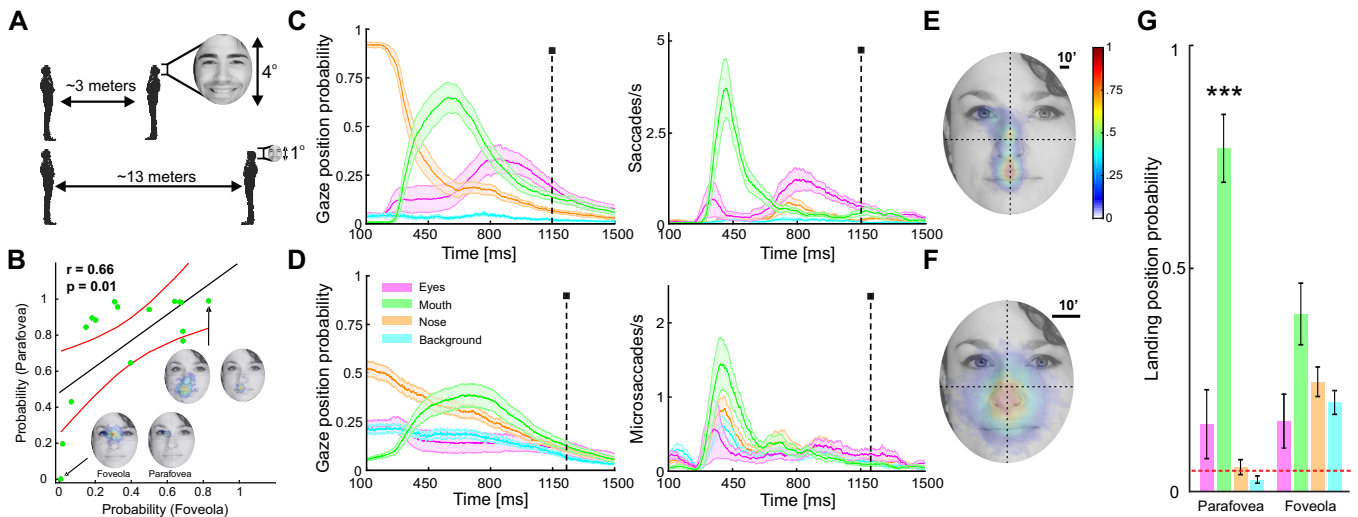 A
~3 meters
4°
~13 meters
1°
B
r = 0.66
p = 0.01
Probability (Parafovea)
1
0.8
0.6
0.4
0.2
0
Foveola
Parafovea
0
0.2
0.4
0.6
0.8
1
Probability (Foveola)
C
Gaze position probability
1
0.75
0.5
0.25
0
100
450
800
1150
1500
Time [ms]
Saccades/s
5
2.5
0
100
450
800
1150
1500
Time [ms]
D
Gaze position probability
1
0.75
0.5
0.25
0
Eyes
Mouth
Nose
Background
100
450
800
1150
1500
Time [ms]
Microsaccades/s
2
1
0
100
450
800
1150
1500
Time [ms]
E
10'
1
.75
.5
.25
0
F
10'
G
Landing position probability
1
0.5
0
***
Parafovea
Foveola